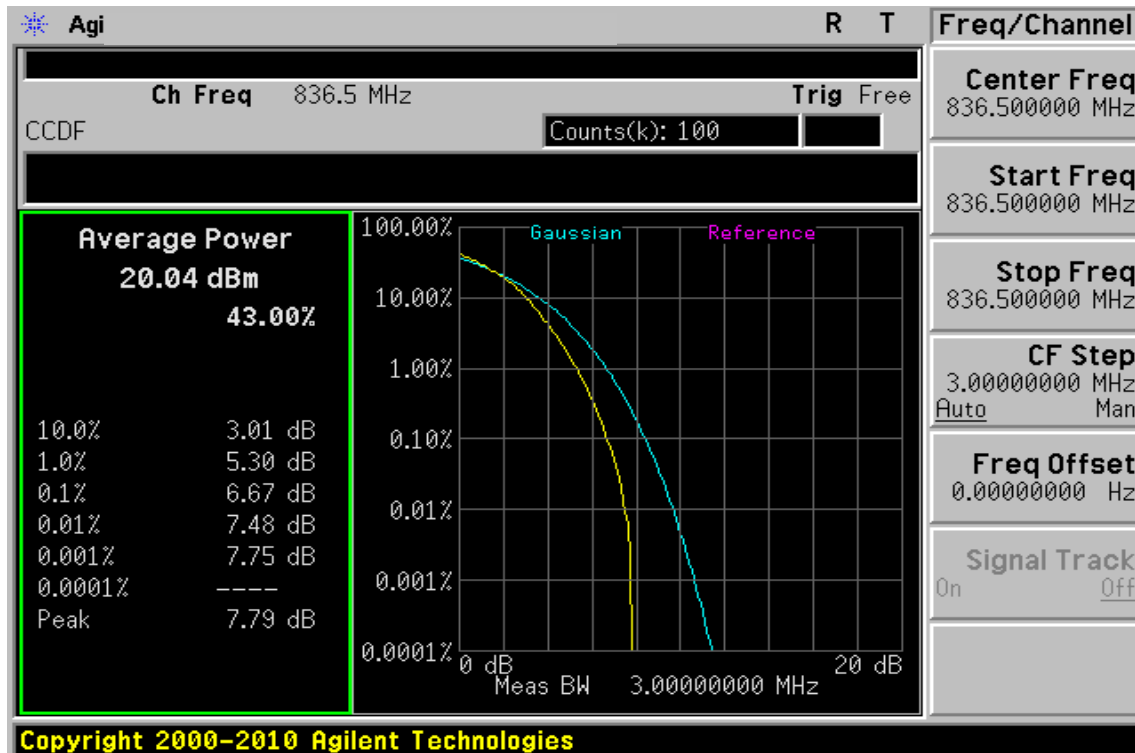 Agi R T
Ch Freq 836.5 MHz Trig Free
CCDF Counts(k): 100
Average Power
20.04 dBm
43.00%
10.0% 3.01 dB
1.0% 5.30 dB
0.1% 6.67 dB
0.01% 7.48 dB
0.001% 7.75 dB
0.0001% ----
Peak 7.79 dB
Gaussian Reference
100.00%
10.00%
1.00%
0.10%
0.01%
0.001%
0.0001%
0 dB 20 dB
Meas BW 3.00000000 MHz
Freq/Channel
Center Freq
836.500000 MHz
Start Freq
836.500000 MHz
Stop Freq
836.500000 MHz
CF Step
3.00000000 MHz
Auto Man
Freq Offset
0.00000000 Hz
Signal Track
On Off
Copyright 2000-2010 Agilent Technologies